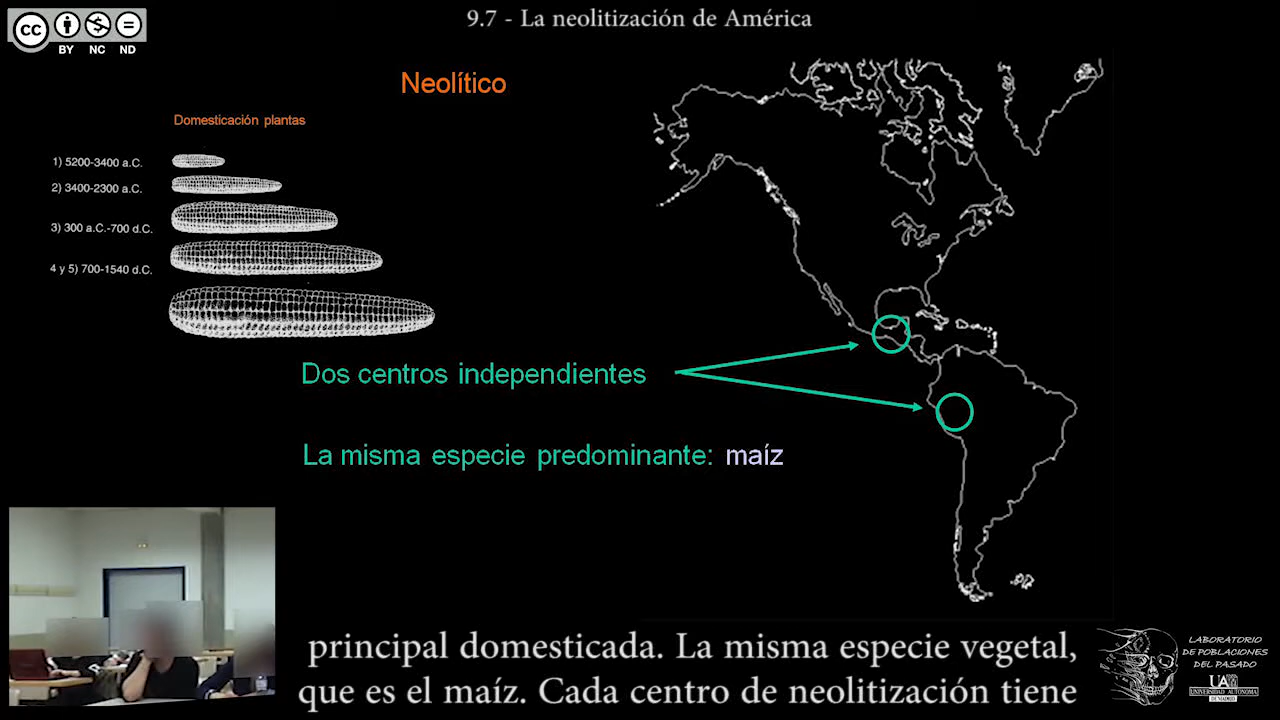 9.7 - La neolitización de América
CC
BY NC ND
Neolítico
Domesticación plantas
1) 5200-3400 a.C.
2) 3400-2300 a.C.
3) 300 a.C.-700 d.C.
4 y 5) 700-1540 d.C.
Dos centros independientes
La misma especie predominante: maíz
principal domesticada. La misma especie vegetal,
que es el maíz. Cada centro de neolitización tiene
LABORATORIO
DE POBLACIONES
DEL PASADO
UA
UNIVERSIDAD AUTONOMA
DE MADRID